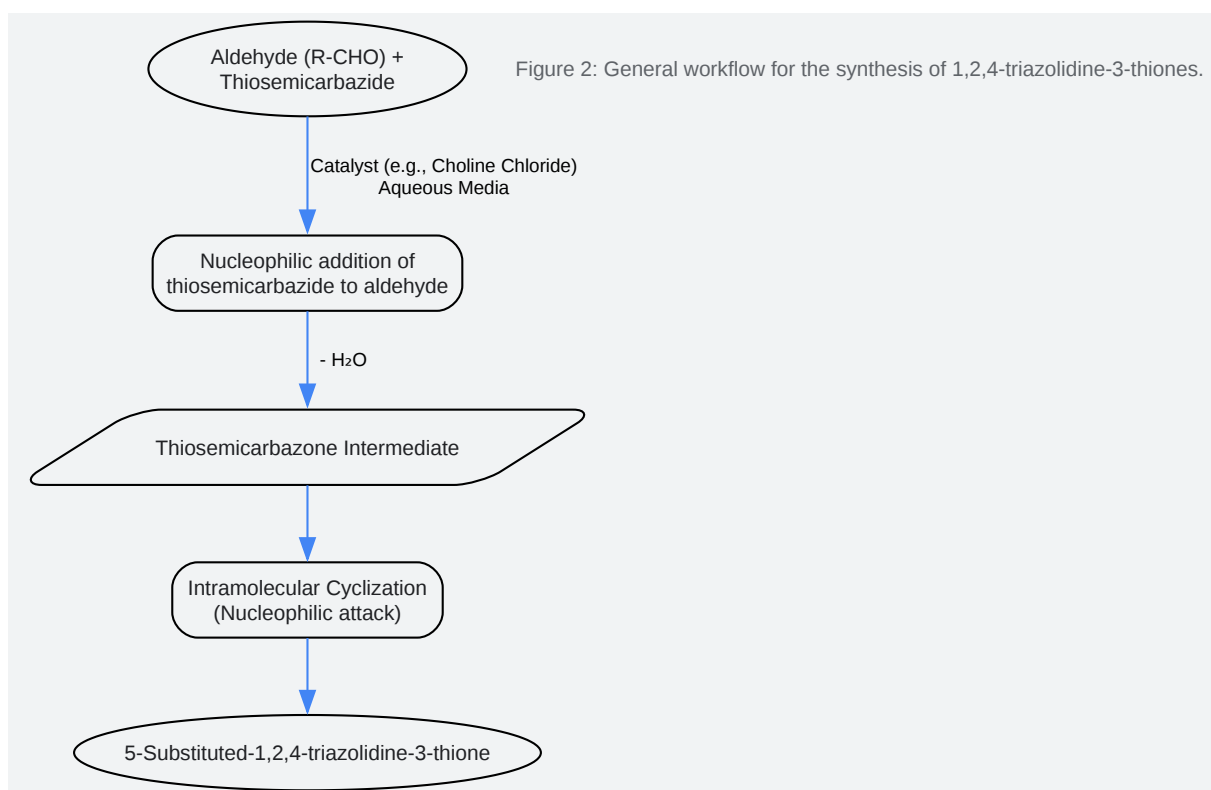 Aldehyde (R-CHO) +
Thiosemicarbazide
Figure 2: General workflow for the synthesis of 1,2,4-triazolidine-3-thiones.
Catalyst (e.g., Choline Chloride)
Aqueous Media
Nucleophilic addition of
thiosemicarbazide to aldehyde
- H₂O
Thiosemicarbazone Intermediate
Intramolecular Cyclization
(Nucleophilic attack)
5-Substituted-1,2,4-triazolidine-3-thione